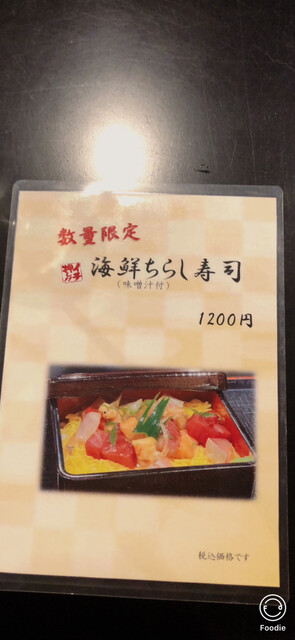 数量限定
海鮮ちらし寿司
(味噌汁付)
1200円
税込価格です
Foodie